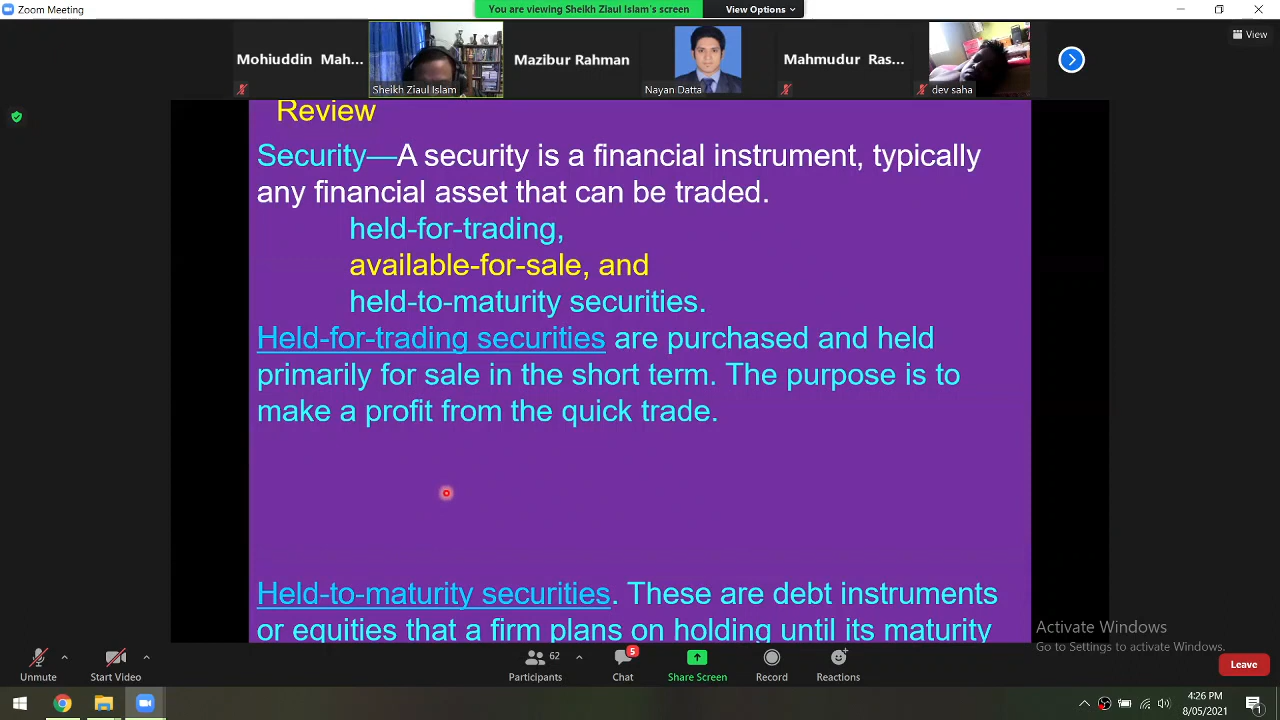 Zoom Meeting
You are viewing Sheikh Ziaul Islam's screen
View Options
View
Mohiuddin Mah...
Sheikh Ziaul Islam
Mazibur Rahman
Nayan Datta
Mahmudur Ras...
dev saha
Review
Security—A security is a financial instrument, typically
any financial asset that can be traded.
held-for-trading,
available-for-sale, and
held-to-maturity securities.
Held-for-trading securities are purchased and held
primarily for sale in the short term. The purpose is to
make a profit from the quick trade.
Held-to-maturity securities. These are debt instruments
or equities that a firm plans on holding until its maturity
Activate Windows
Go to Settings to activate Windows.
Unmute
Start Video
62
Participants
5
Chat
Share Screen
Record
Reactions
Leave
4:26 PM
8/05/2021
1